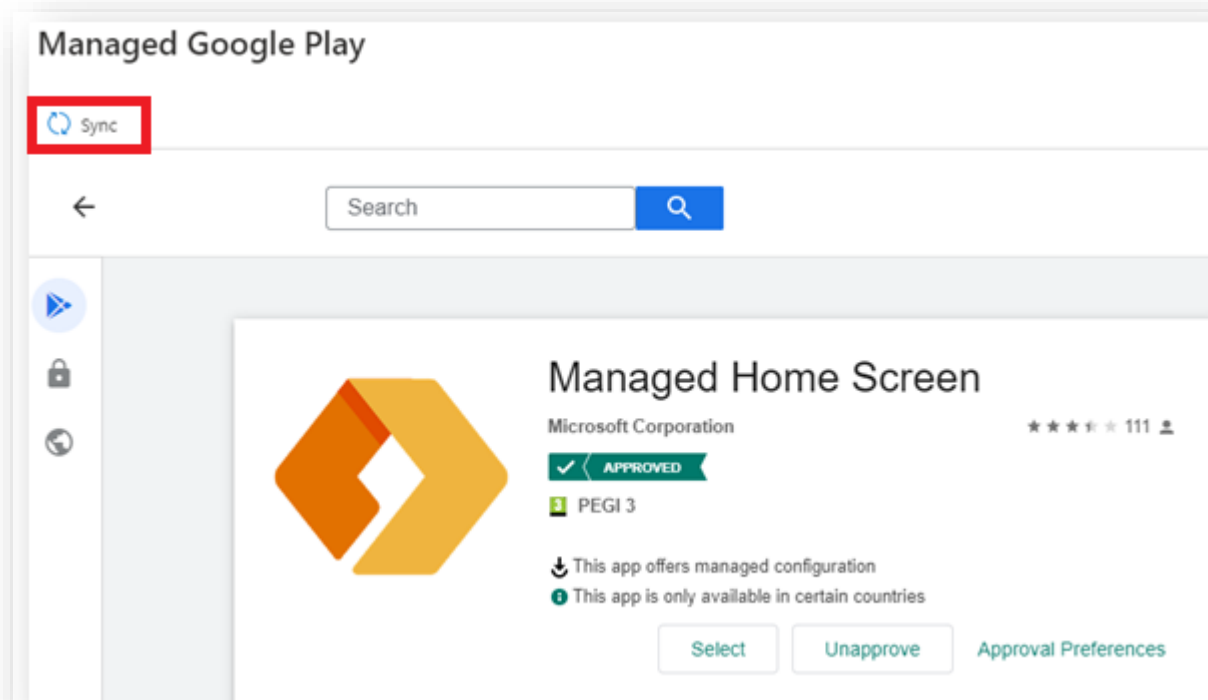 Managed Google Play
Sync
Search
Managed Home Screen
Microsoft Corporation
111
APPROVED
3 PEGI 3
This app offers managed configuration
This app is only available in certain countries
Select Unapprove Approval Preferences